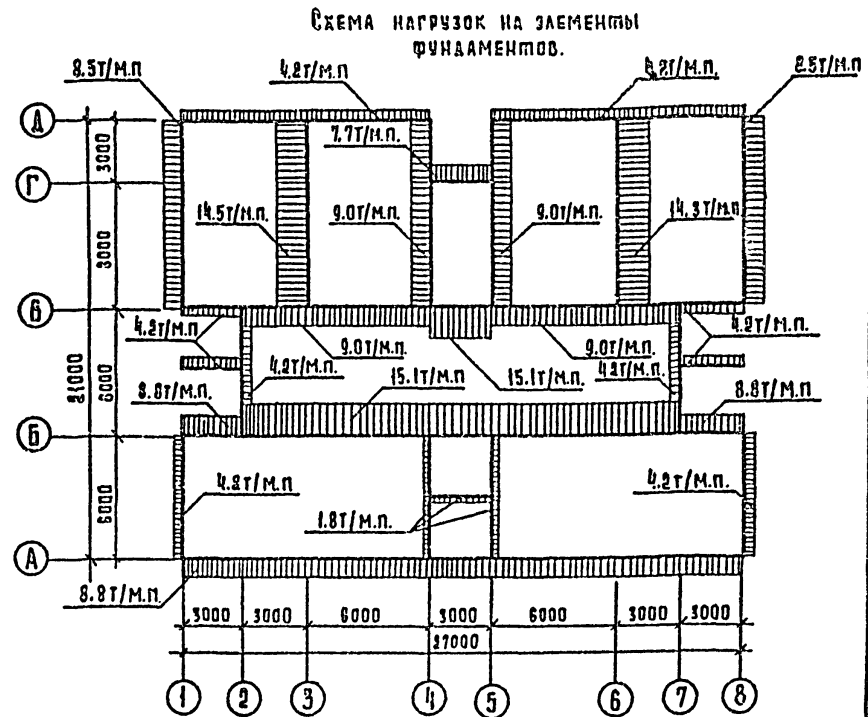 Схема нагрузок на элементы
фундаментов.
8.5т/м.п
4.2т/м.п
4.2т/м.п.
2.5т/м.п
Д
7.7т/м.п.
3000
Г
14.5т/м.п.
9.0т/м.п.
9.0т/м.п.
14.3т/м.п.
В
4.2т/м.п.
9.0т/м.п.
9.0т/м.п.
4.2т/м.п.
4.2т/м.п.
15.1т/м.п
15.1т/м.п.
4.2т/м.п.
21000
6000
8.8т/м.п.
8.8т/м.п.
Б
4.2т/м.п
4.2т/м.п.
6000
1.8т/м.п.
А
8.8т/м.п.
3000 3000 6000 3000 6000 3000 3000
27000
1 2 3 4 5 6 7 8